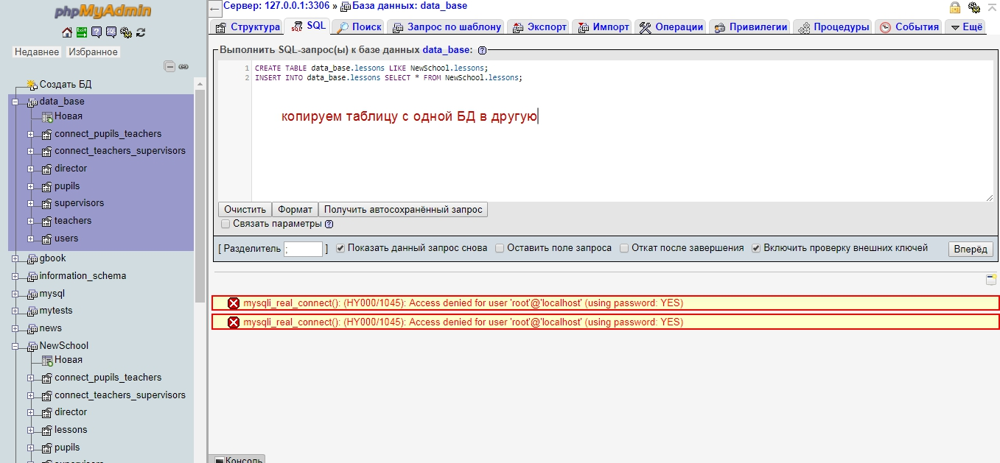 phpMyAdmin
Недавнее Избранное
Создать БД
data_base
Новая
connect_pupils_teachers
connect_teachers_supervisors
director
pupils
supervisors
teachers
users
gbook
information_schema
mysql
mytests
news
NewSchool
Новая
connect_pupils_teachers
connect_teachers_supervisors
director
lessons
pupils
Сервер: 127.0.0.1:3306 » База данных: data_base
Структура SQL Поиск Запрос по шаблону Экспорт Импорт Операции Привилегии Процедуры События Ещё
Выполнить SQL-запрос(ы) к базе данных data_base:
1 CREATE TABLE data_base.lessons LIKE NewSchool.lessons;
2 INSERT INTO data_base.lessons SELECT * FROM NewSchool.lessons;
копируем таблицу с одной БД в другую
Очистить Формат Получить автосохранённый запрос
Связать параметры
[ Разделитель ; ] Показать данный запрос снова Оставить поле запроса Откат после завершения Включить проверку внешних ключей Вперёд
mysqli_real_connect(): (HY000/1045): Access denied for user 'root'@'localhost' (using password: YES)
mysqli_real_connect(): (HY000/1045): Access denied for user 'root'@'localhost' (using password: YES)
Консоль